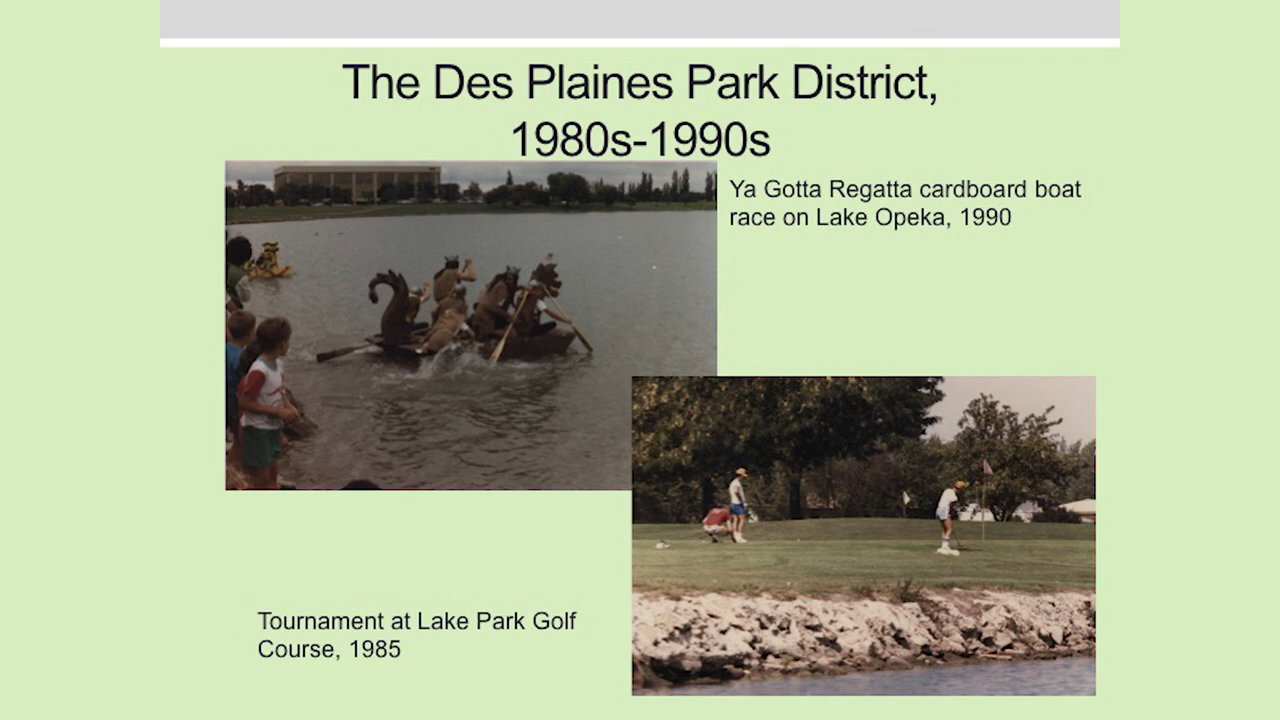 The Des Plaines Park District,
1980s-1990s
Ya Gotta Regatta cardboard boat
race on Lake Opeka, 1990
Tournament at Lake Park Golf
Course, 1985